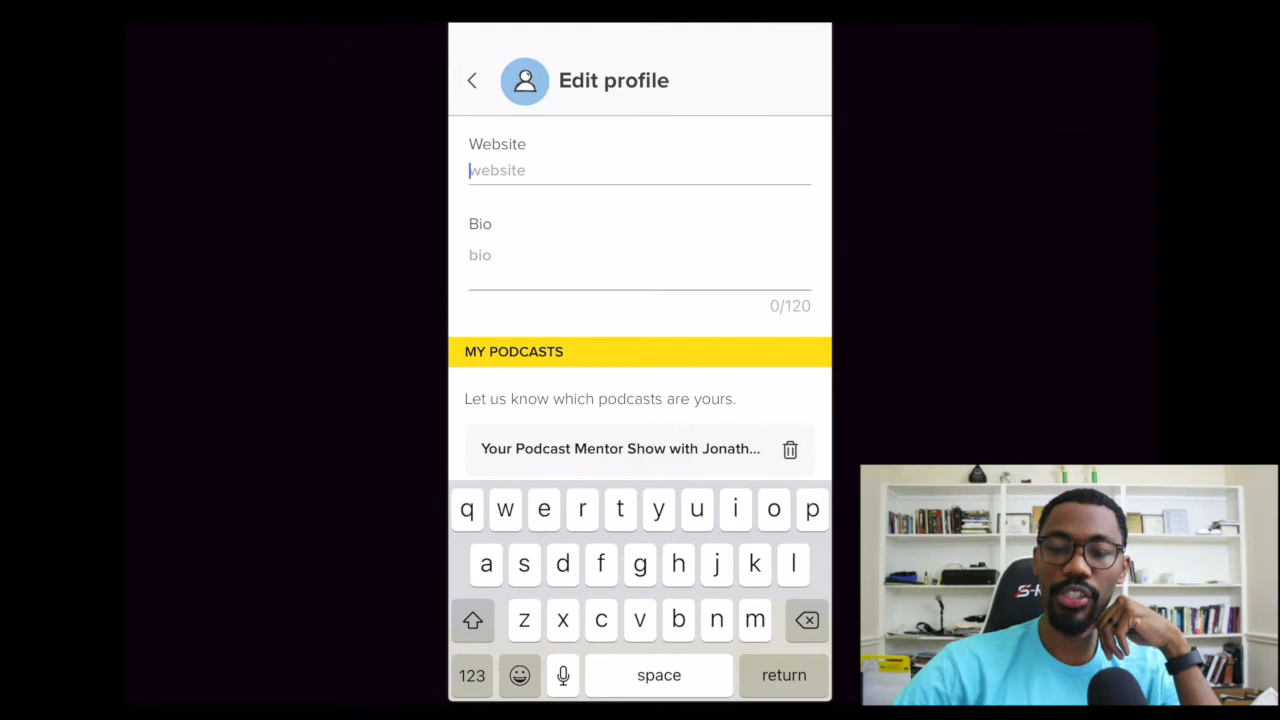 Edit profile
Website
website
Bio
bio
0/120
MY PODCASTS
Let us know which podcasts are yours.
Your Podcast Mentor Show with Jonath...
q w e r t y u i o p
a s d f g h j k l
z x c v b n m
123 space return